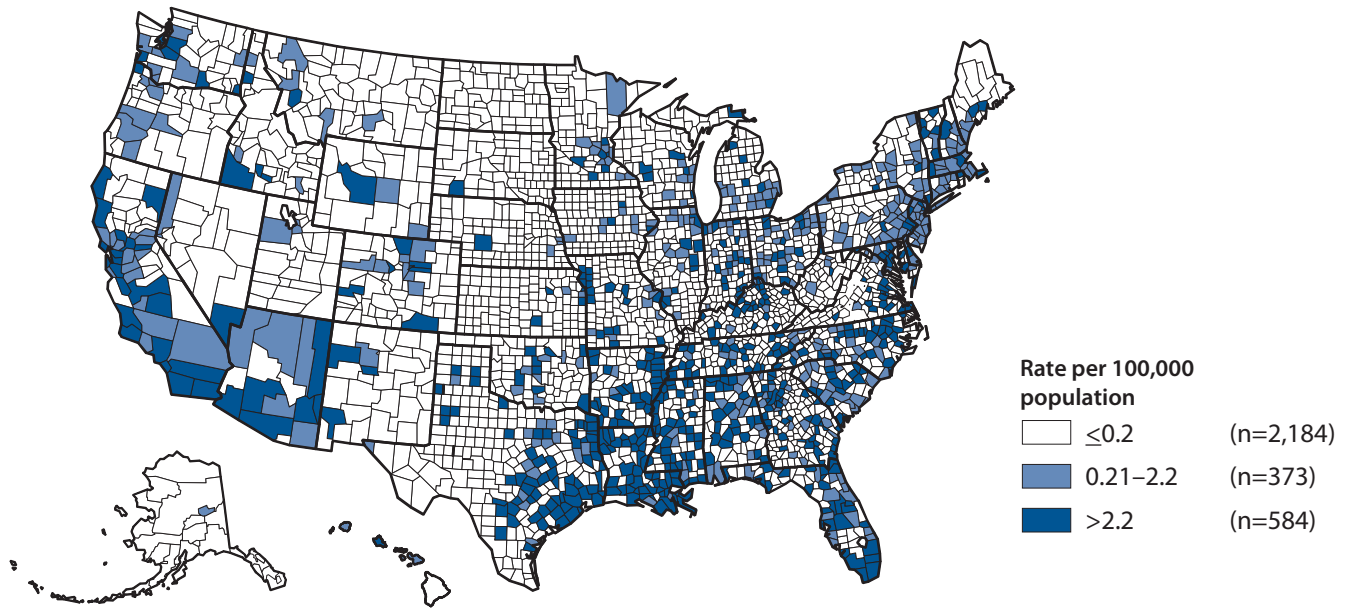 Rate per 100,000
population
≤0.2 (n=2,184)
0.21–2.2 (n=373)
>2.2 (n=584)